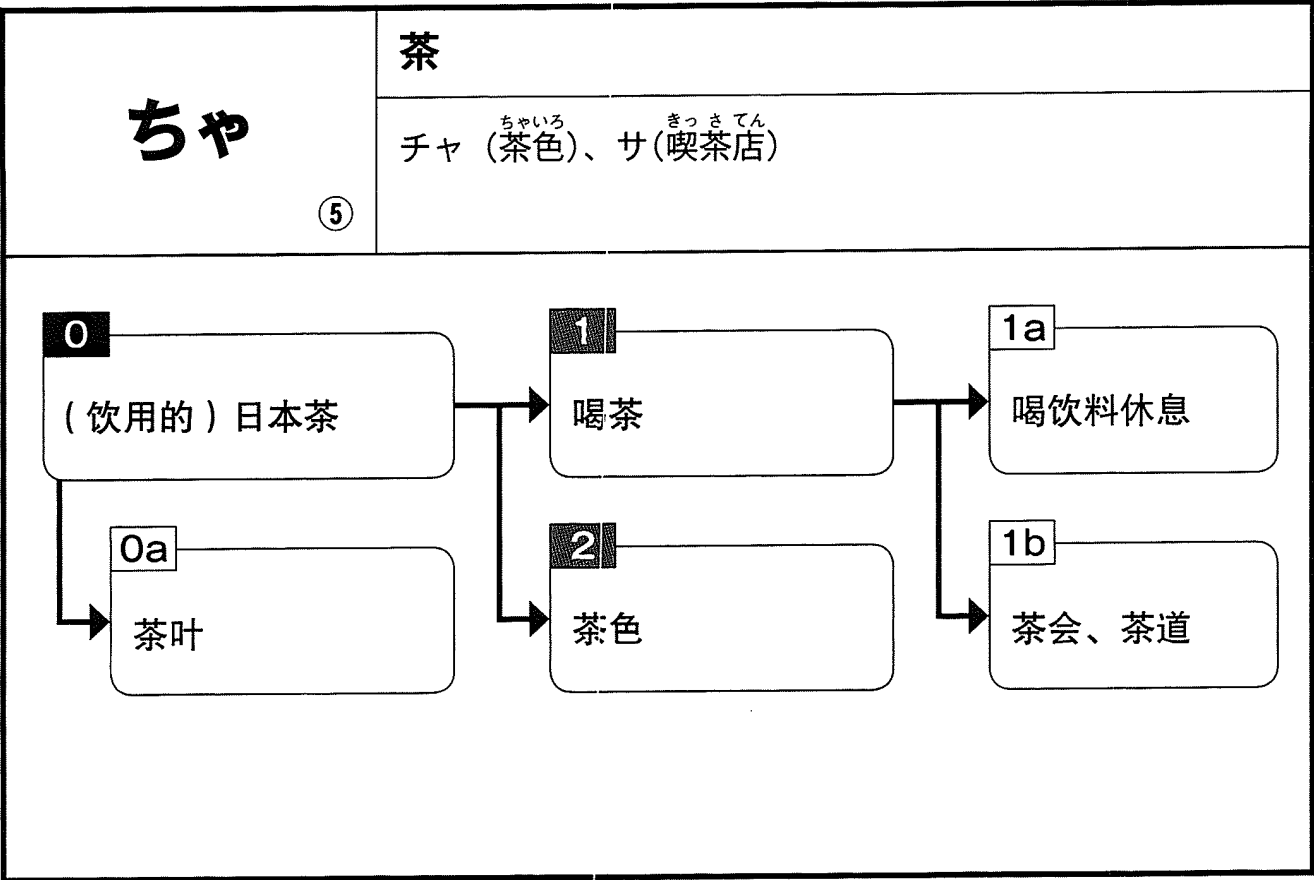 ちゃ
⑤
茶
ちゃいろ きっ さ てん
チャ（茶色）、サ（喫茶店）
0
（饮用的）日本茶
1
喝茶
1a
喝饮料休息
0a
茶叶
2
茶色
1b
茶会、茶道